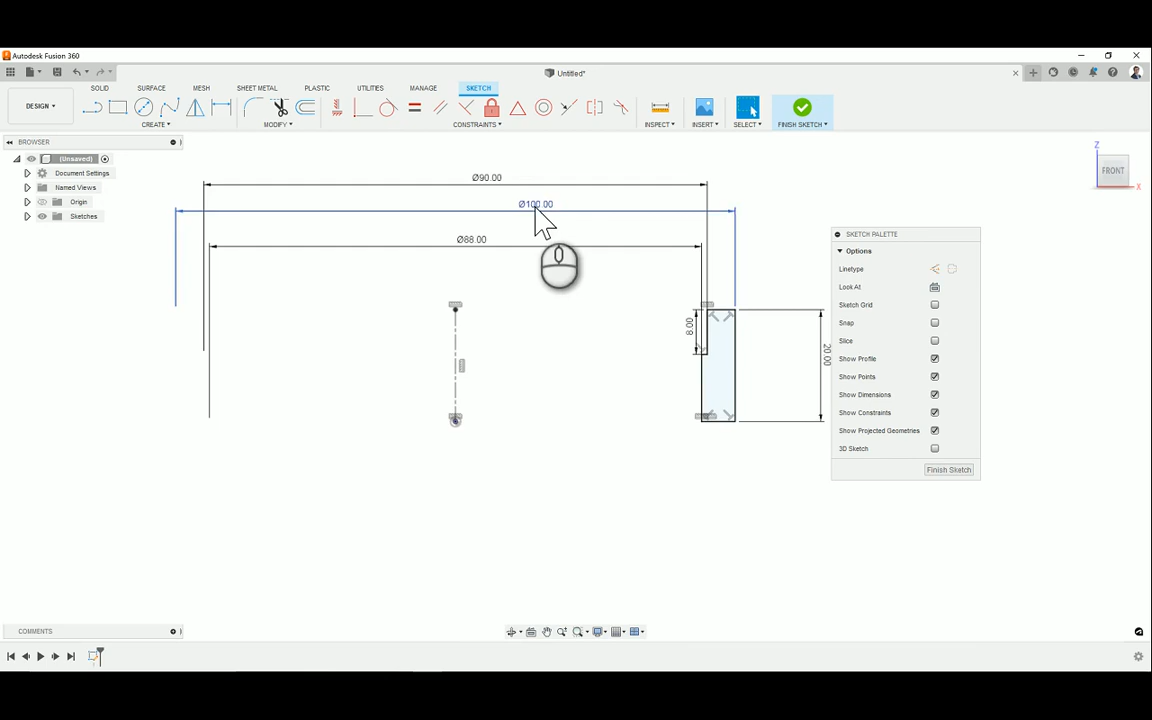 Autodesk Fusion 360
Untitled*
SOLID SURFACE MESH SHEET METAL PLASTIC UTILITIES MANAGE SKETCH
DESIGN
CREATE MODIFY CONSTRAINTS INSPECT INSERT SELECT FINISH SKETCH
BROWSER
(Unsaved)
Document Settings
Named Views
Origin
Sketches
Z
FRONT
X
Ø90.00
Ø100.00
Ø88.00
8.00
20.00
SKETCH PALETTE
Options
Linetype
Look At
Sketch Grid
Snap
Slice
Show Profile
Show Points
Show Dimensions
Show Constraints
Show Projected Geometries
3D Sketch
Finish Sketch
COMMENTS